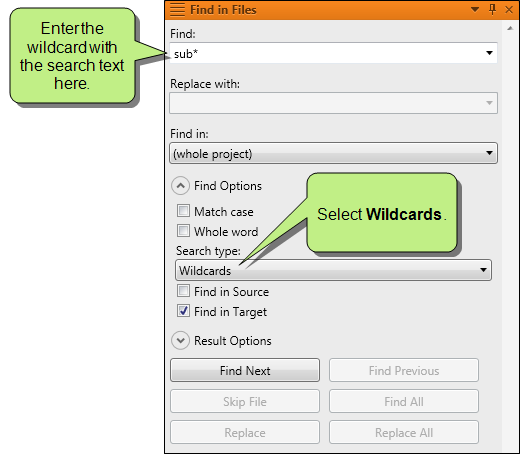 Find in Files
Enter the
wildcard with
the search text
here.
Find:
sub*
Replace with:
Find in:
(whole project)
Find Options
Match case
Whole word
Select Wildcards.
Search type:
Wildcards
Find in Source
Find in Target
Result Options
Find Next
Find Previous
Skip File
Find All
Replace
Replace All